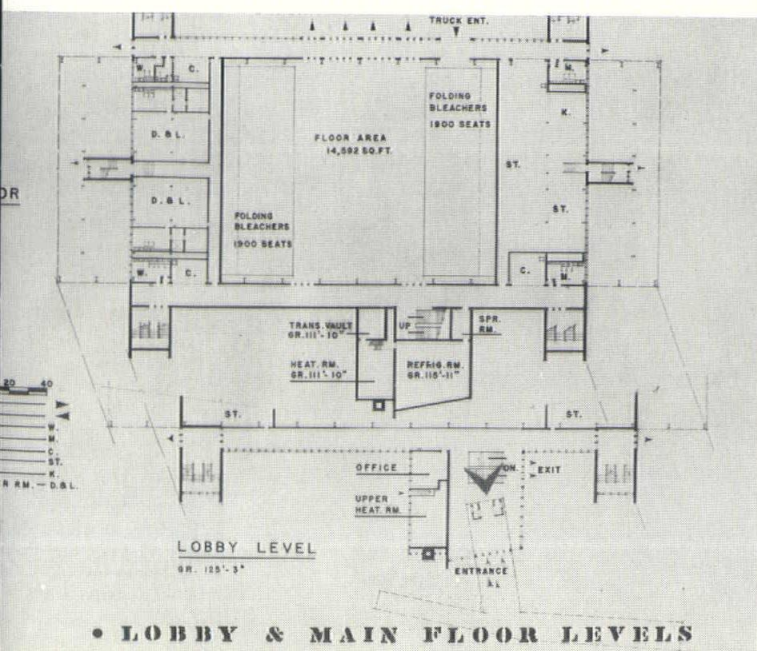 TRUCK ENT.
W.
C.
M.
FOLDING
BLEACHERS
1900 SEATS
K.
D. & L.
FLOOR AREA
14,592 SQ.FT.
ST.
OR
D. & L.
ST.
FOLDING
BLEACHERS
1900 SEATS
W.
C.
C.
M.
TRANS. VAULT
GR. 111'-10"
UP
SPR.
RM.
HEAT. RM.
GR. 111'-10"
REFRIG. RM.
GR. 115'-11"
20 40
ST.
ST.
W.
M.
C.
ST.
K.
R RM. — D.& L.
OFFICE
DN.
EXIT
UPPER
HEAT. RM.
LOBBY LEVEL
GR. 125'-3"
ENTRANCE
• LOBBY & MAIN FLOOR LEVELS